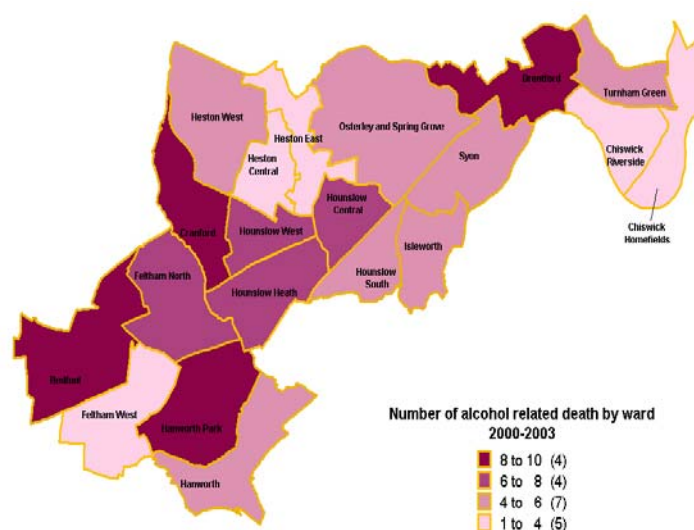 Brentford
Turnham Green
Heston West
Heston East
Osterley and Spring Grove
Heston
Central
Syon
Chiswick
Riverside
Hounslow
Central
Chiswick
Homefields
Cranford
Hounslow West
Isleworth
Feltham North
Hounslow Heath
Hounslow
South
Bedfont
Feltham West
Hanworth Park
Hanworth
Number of alcohol related death by ward
2000-2003
8 to 10 (4)
6 to 8 (4)
4 to 6 (7)
1 to 4 (5)